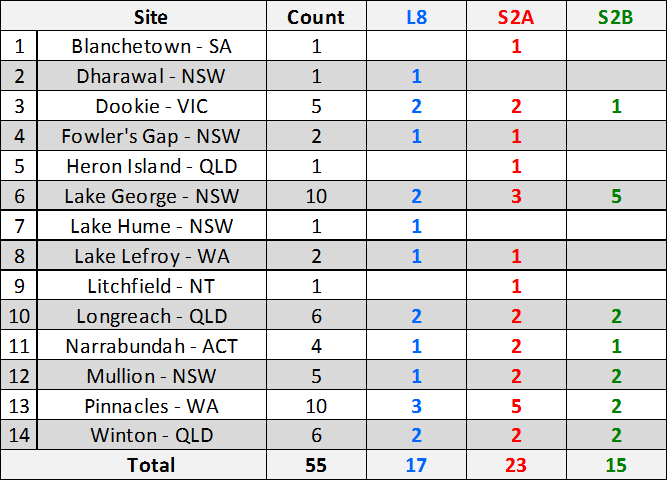 Site Count L8 S2A S2B
1 Blanchetown - SA 1 1
2 Dharawal - NSW 1 1
3 Dookie - VIC 5 2 2 1
4 Fowler's Gap - NSW 2 1 1
5 Heron Island - QLD 1 1
6 Lake George - NSW 10 2 3 5
7 Lake Hume - NSW 1 1
8 Lake Lefroy - WA 2 1 1
9 Litchfield - NT 1 1
10 Longreach - QLD 6 2 2 2
11 Narrabundah - ACT 4 1 2 1
12 Mullion - NSW 5 1 2 2
13 Pinnacles - WA 10 3 5 2
14 Winton - QLD 6 2 2 2
Total 55 17 23 15